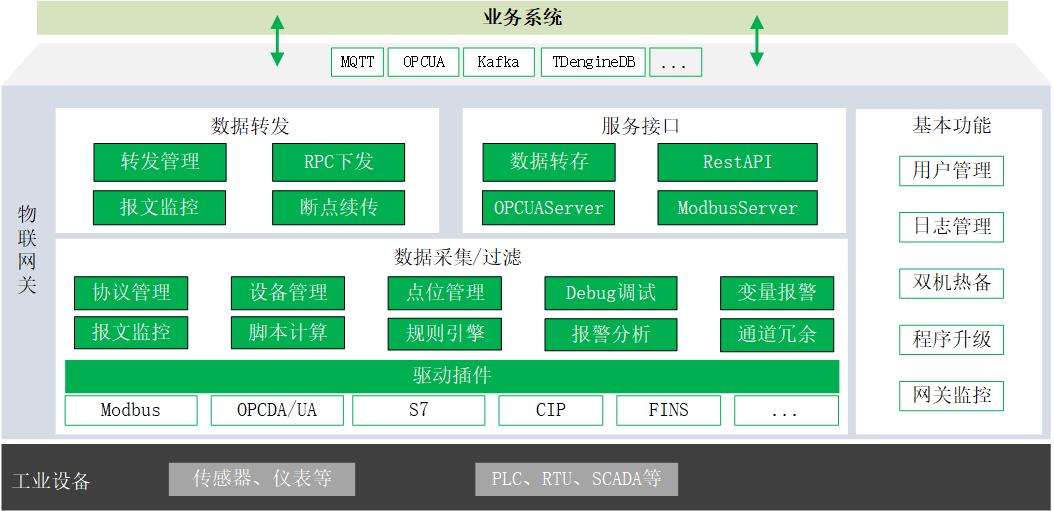 业务系统
MQTT
OPCUA
Kafka
TDengineDB
...
物联网关
数据转发
转发管理
RPC下发
报文监控
断点续传
服务接口
数据转存
RestAPI
OPCUAServer
ModbusServer
数据采集/过滤
协议管理
设备管理
点位管理
Debug调试
变量报警
报文监控
脚本计算
规则引擎
报警分析
通道冗余
驱动插件
Modbus
OPCDA/UA
S7
CIP
FINS
...
基本功能
用户管理
日志管理
双机热备
程序升级
网关监控
工业设备
传感器、仪表等
PLC、RTU、SCADA等